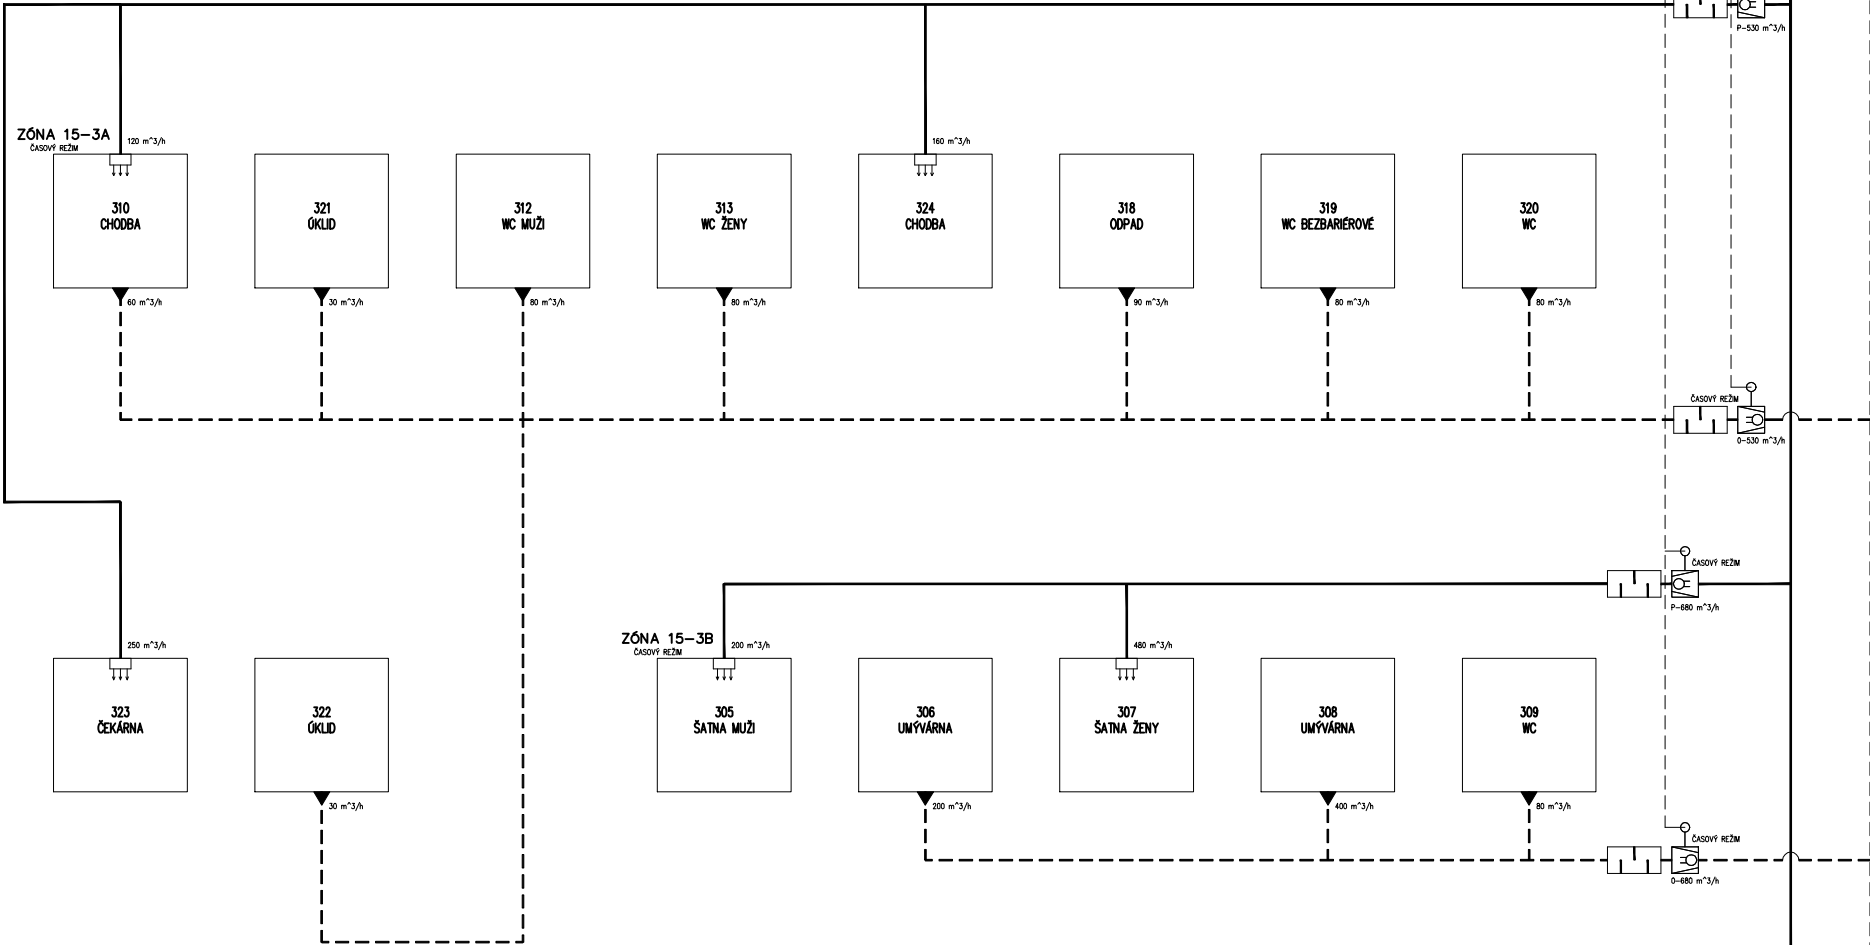 P-530 m^3/h
ZÓNA 15-3A
ČASOVÝ REŽIM
120 m^3/h
160 m^3/h
310
CHODBA
321
ÚKLID
312
WC MUŽI
313
WC ŽENY
324
CHODBA
318
ODPAD
319
WC BEZBARIÉROVÉ
320
WC
60 m^3/h
30 m^3/h
80 m^3/h
80 m^3/h
90 m^3/h
80 m^3/h
80 m^3/h
ČASOVÝ REŽIM
O-530 m^3/h
ČASOVÝ REŽIM
P-680 m^3/h
ZÓNA 15-3B
ČASOVÝ REŽIM
250 m^3/h
200 m^3/h
480 m^3/h
323
ČEKÁRNA
322
ÚKLID
305
ŠATNA MUŽI
306
UMÝVÁRNA
307
ŠATNA ŽENY
308
UMÝVÁRNA
309
WC
30 m^3/h
200 m^3/h
400 m^3/h
80 m^3/h
ČASOVÝ REŽIM
O-680 m^3/h